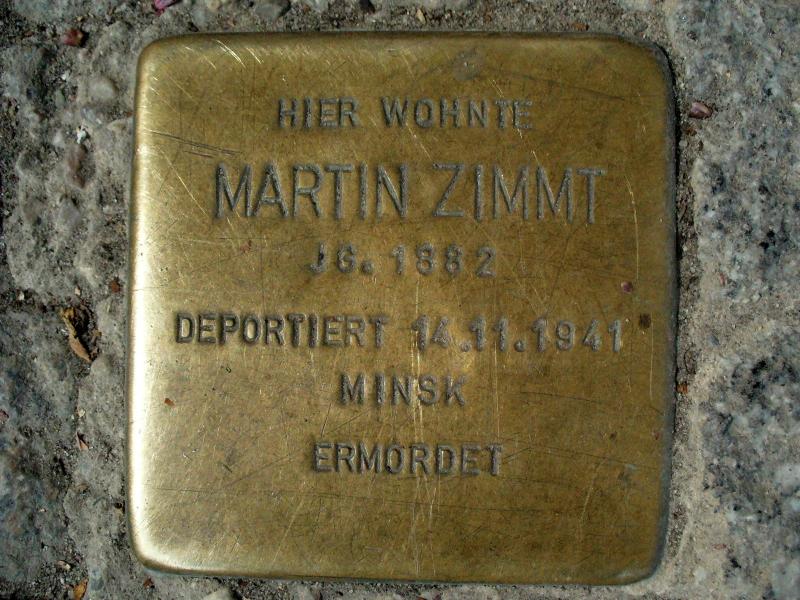 HIER WOHNTE
MARTIN ZIMMT
JG. 1882
DEPORTIERT 14.11.1941
MINSK
ERMORDET